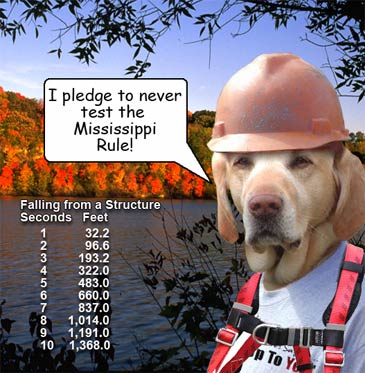 I pledge to never
test the
Mississippi
Rule!
Falling from a Structure
Seconds Feet
1 32.2
2 96.6
3 193.2
4 322.0
5 483.0
6 660.0
7 837.0
8 1,014.0
9 1,191.0
10 1,368.0
p To